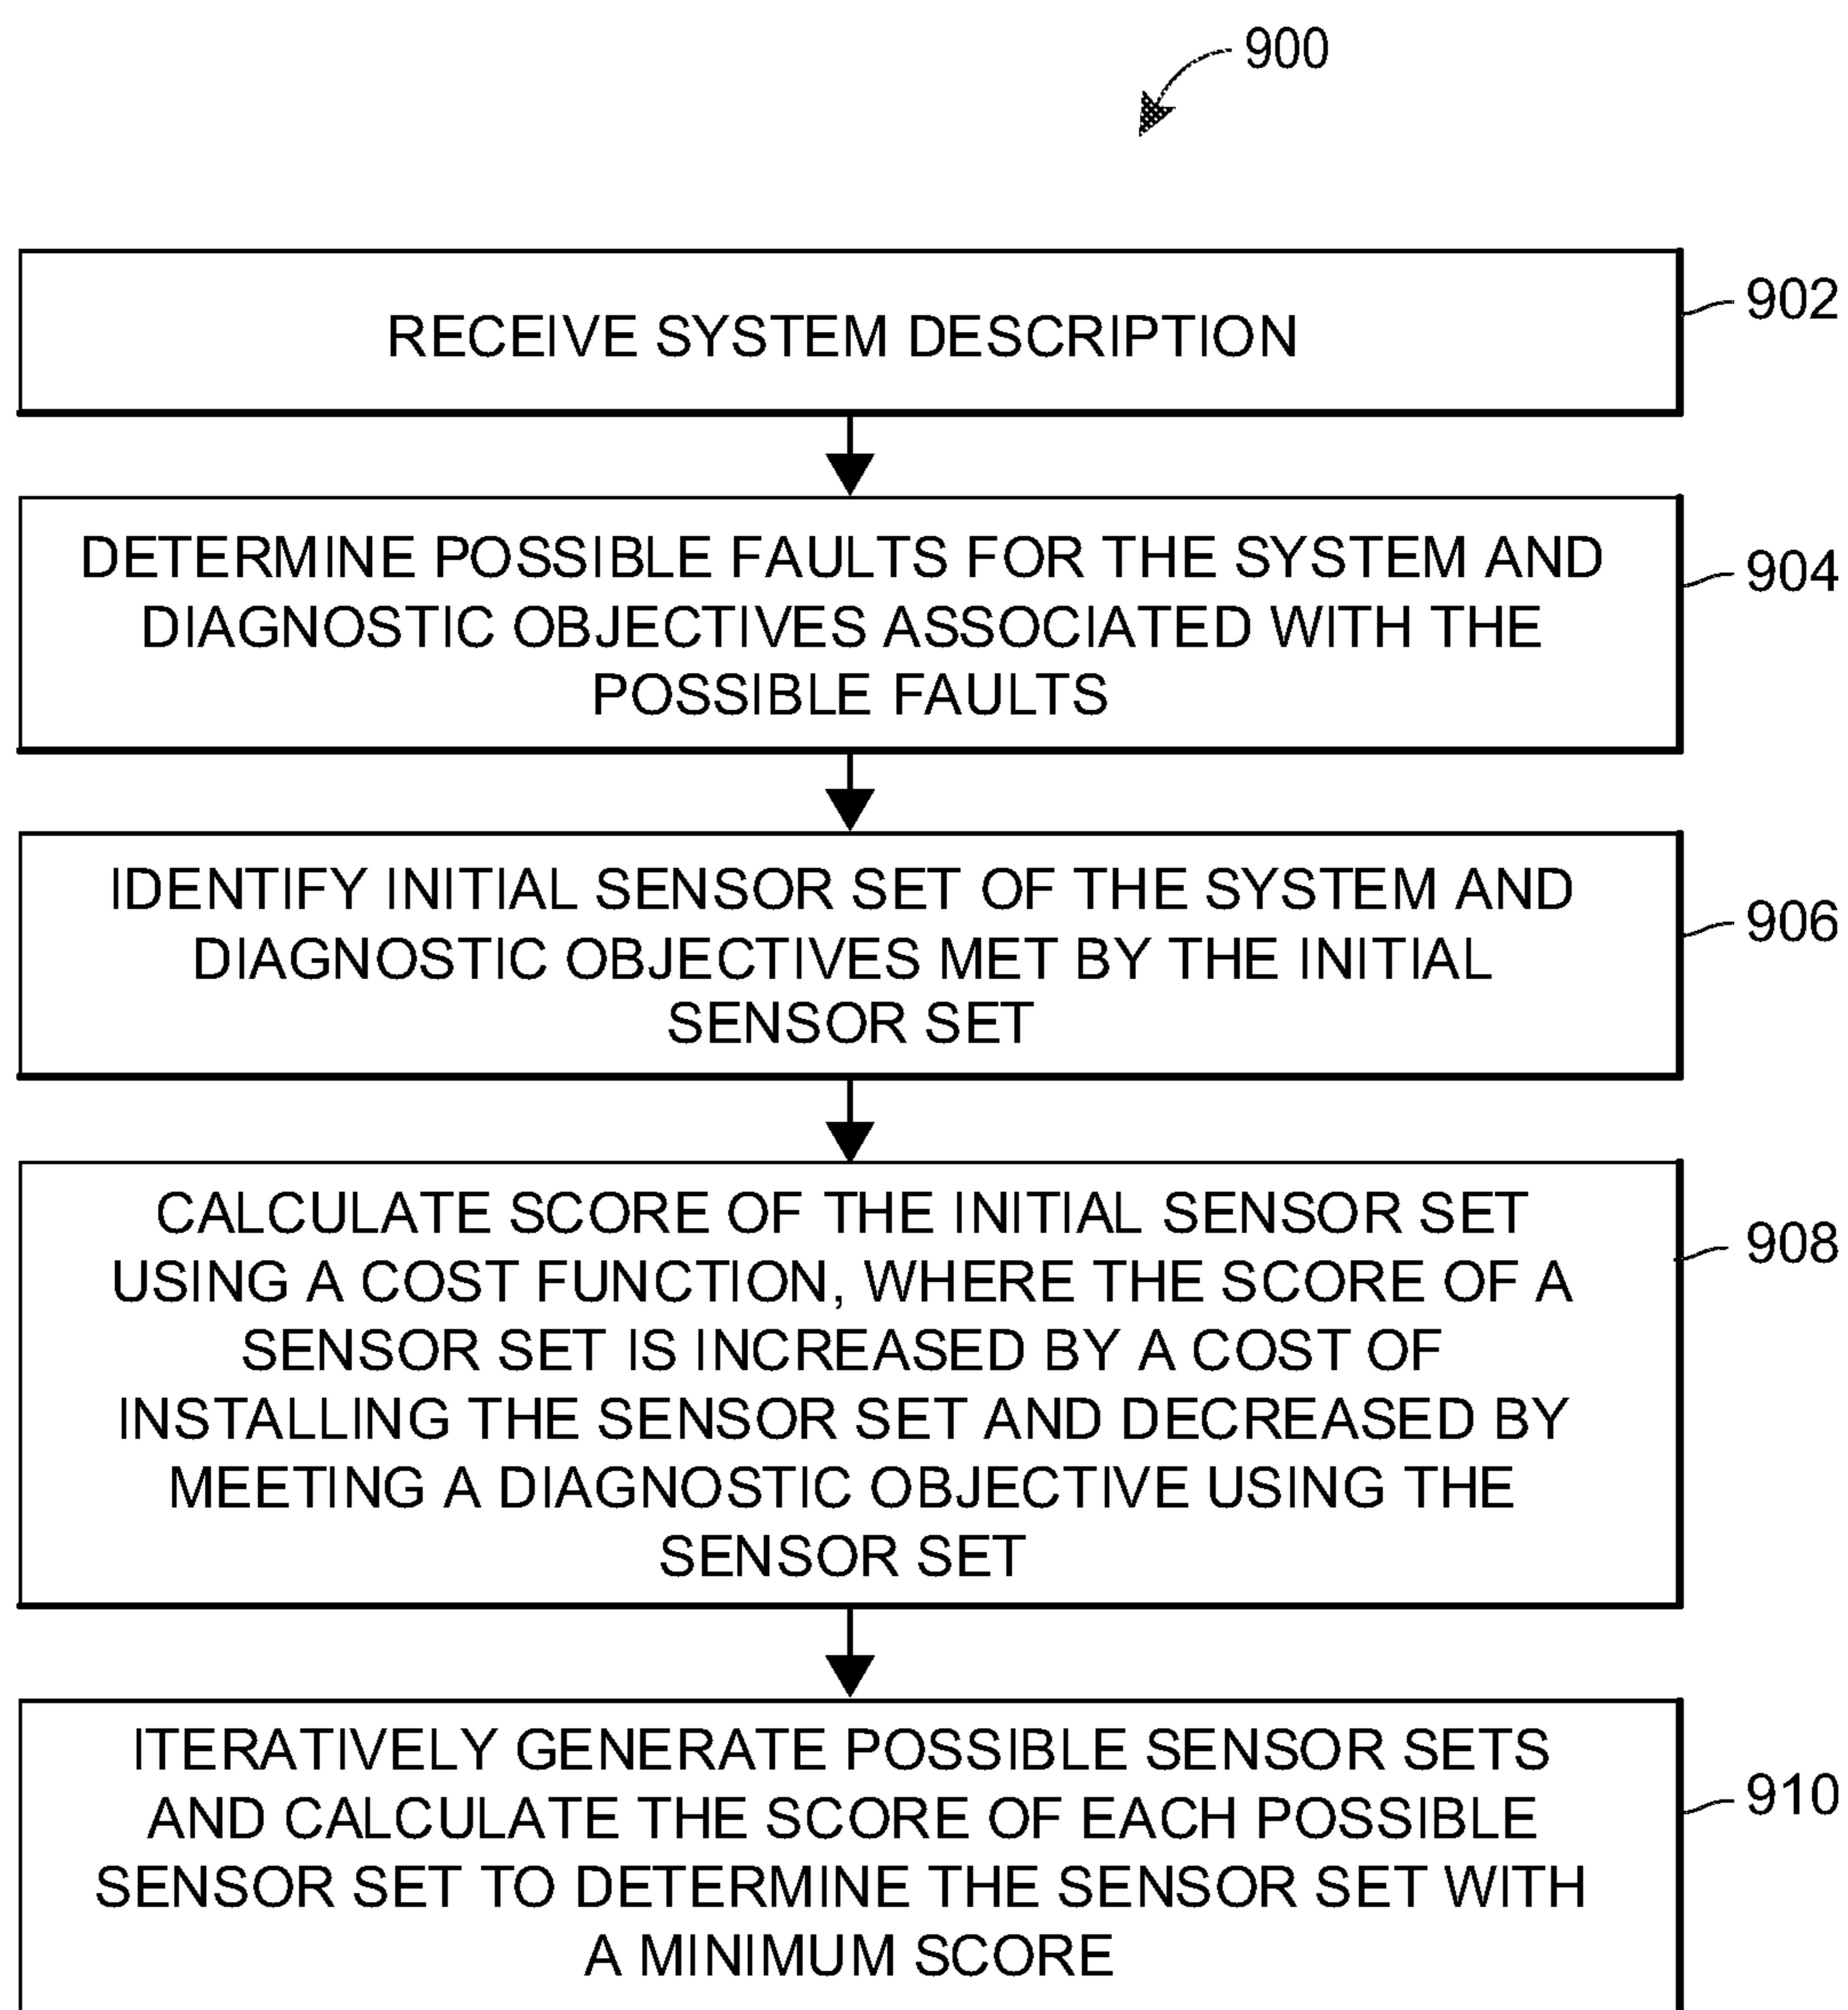 900
RECEIVE SYSTEM DESCRIPTION
902
DETERMINE POSSIBLE FAULTS FOR THE SYSTEM AND
DIAGNOSTIC OBJECTIVES ASSOCIATED WITH THE
POSSIBLE FAULTS
904
IDENTIFY INITIAL SENSOR SET OF THE SYSTEM AND
DIAGNOSTIC OBJECTIVES MET BY THE INITIAL
SENSOR SET
906
CALCULATE SCORE OF THE INITIAL SENSOR SET
USING A COST FUNCTION, WHERE THE SCORE OF A
SENSOR SET IS INCREASED BY A COST OF
INSTALLING THE SENSOR SET AND DECREASED BY
MEETING A DIAGNOSTIC OBJECTIVE USING THE
SENSOR SET
908
ITERATIVELY GENERATE POSSIBLE SENSOR SETS
AND CALCULATE THE SCORE OF EACH POSSIBLE
SENSOR SET TO DETERMINE THE SENSOR SET WITH
A MINIMUM SCORE
910